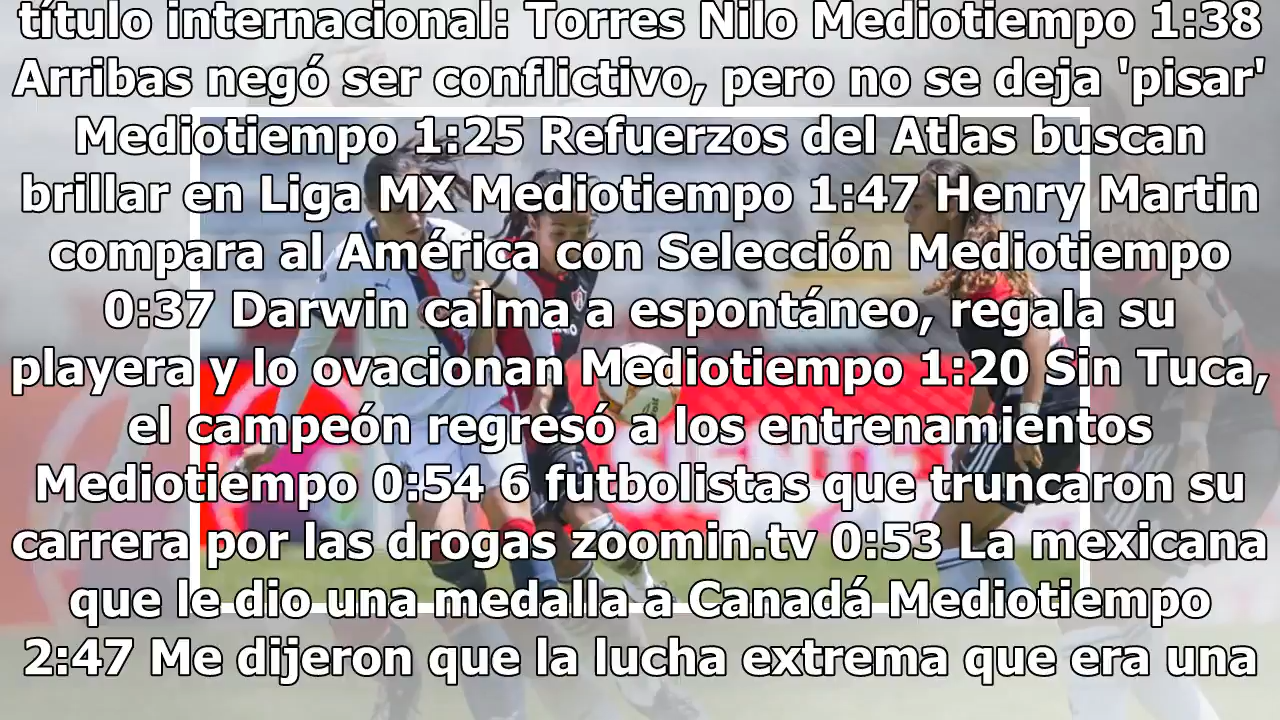 título internacional: Torres Nilo Mediotiempo 1:38
Arribas negó ser conflictivo, pero no se deja 'pisar'
Mediotiempo 1:25 Refuerzos del Atlas buscan
brillar en Liga MX Mediotiempo 1:47 Henry Martin
compara al América con Selección Mediotiempo
0:37 Darwin calma a espontáneo, regala su
playera y lo ovacionan Mediotiempo 1:20 Sin Tuca,
el campeón regresó a los entrenamientos
Mediotiempo 0:54 6 futbolistas que truncaron su
carrera por las drogas zoomin.tv 0:53 La mexicana
que le dio una medalla a Canadá Mediotiempo
2:47 Me dijeron que la lucha extrema que era una